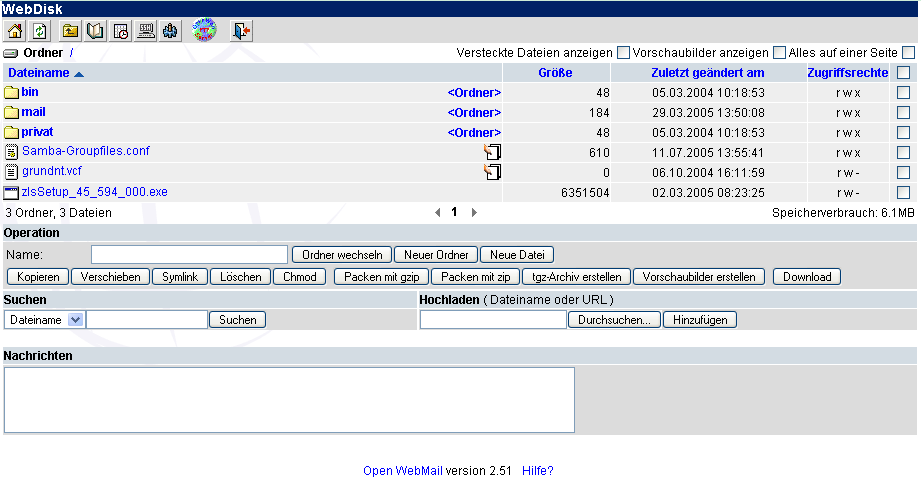 WebDisk
Ordner / Versteckte Dateien anzeigen Vorschaubilder anzeigen Alles auf einer Seite
Dateiname Größe Zuletzt geändert am Zugriffsrechte
bin <Ordner> 48 05.03.2004 10:18:53 r w x
mail <Ordner> 184 29.03.2005 13:50:08 r w x
privat <Ordner> 48 05.03.2004 10:18:53 r w x
Samba-Groupfiles.conf 610 11.07.2005 13:55:41 r w x
grundnt.vcf 0 06.10.2004 16:11:59 r w -
zlsSetup_45_594_000.exe 6351504 02.03.2005 08:23:25 r w -
3 Ordner, 3 Dateien 1 Speicherverbrauch: 6.1MB
Operation
Name: Ordner wechseln Neuer Ordner Neue Datei
Kopieren Verschieben Symlink Löschen Chmod Packen mit gzip Packen mit zip tgz-Archiv erstellen Vorschaubilder erstellen Download
Suchen Hochladen ( Dateiname oder URL )
Dateiname Suchen Durchsuchen... Hinzufügen
Nachrichten
Open WebMail version 2.51 Hilfe?